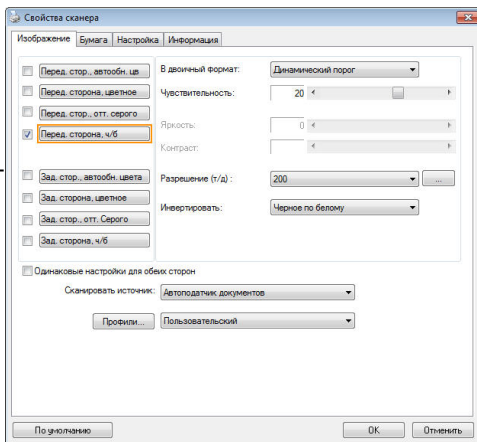 Свойства сканера
Изображение Бумага Настройка Информация
Перед. стор., автообн. цв
Перед. сторона, цветное
Перед. стор., отт. серого
Перед. сторона, ч/б
Зад. стор., автообн. цвета
Зад. сторона, цветное
Зад. стор., отт. Серого
Зад. сторона, ч/б
В двоичный формат: Динамический порог
Чувствительность: 20
Яркость: 0
Контраст:
Разрешение (т/д) : 200 ...
Инвертировать: Черное по белому
Одинаковые настройки для обеих сторон
Сканировать источник: Автоподатчик документов
Профили... Пользовательский
По умолчанию OK Отменить